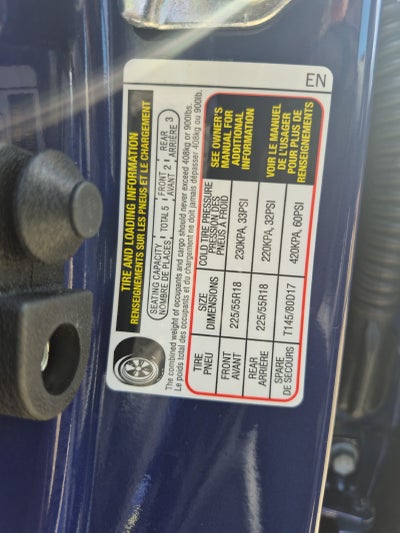 EN
TIRE AND LOADING INFORMATION
RENSEIGNEMENTS SUR LES PNEUS ET LE CHARGEMENT
SEATING CAPACITY
NOMBRE DE PLACES
TOTAL 5
FRONT 2
AVANT
REAR 3
ARRIÈRE
The combined weight of occupants and cargo should never exceed 408kg or 900lb.
Le poids total des occupants et du chargement ne doit jamais dépasser 408kg ou 900lb.
TIRE
PNEU
SIZE
DIMENSIONS
COLD TIRE PRESSURE
PRESSION DES
PNEUS À FROID
SEE OWNER'S
MANUAL FOR
ADDITIONAL
INFORMATION
FRONT
AVANT
225/55R18
230KPA, 33PSI
REAR
ARRIÈRE
225/55R18
220KPA, 32PSI
VOIR LE MANUEL
DE L'USAGER
POUR PLUS DE
RENSEIGNEMENTS
SPARE
DE SECOURS
T145/80D17
420KPA, 60PSI